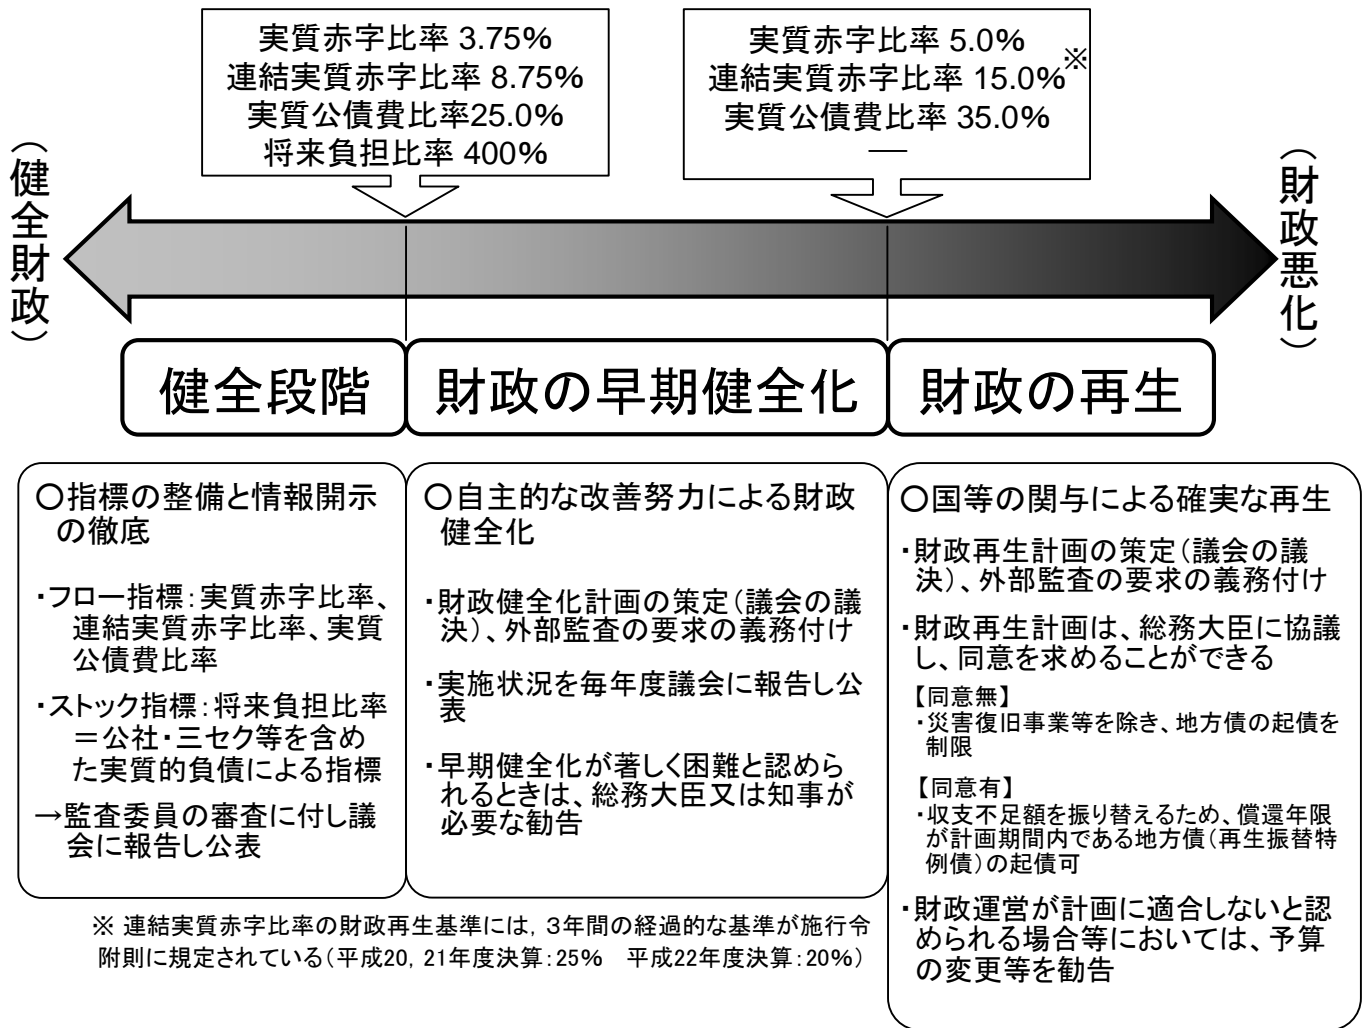 実質赤字比率 3.75%
連結実質赤字比率 8.75%
実質公債費比率25.0%
将来負担比率 400%
実質赤字比率 5.0%
連結実質赤字比率 15.0%※
実質公債費比率 35.0%
―
(健全財政)
(財政悪化)
健全段階
財政の早期健全化
財政の再生
○指標の整備と情報開示
の徹底
・フロー指標:実質赤字比率、
連結実質赤字比率、実質
公債費比率
・ストック指標:将来負担比率
=公社・三セク等を含め
た実質的負債による指標
→監査委員の審査に付し議
会に報告し公表
○自主的な改善努力による財政
健全化
・財政健全化計画の策定(議会の議
決)、外部監査の要求の義務付け
・実施状況を毎年度議会に報告し公
表
・早期健全化が著しく困難と認めら
れるときは、総務大臣又は知事が
必要な勧告
○国等の関与による確実な再生
・財政再生計画の策定(議会の議
決)、外部監査の要求の義務付け
・財政再生計画は、総務大臣に協議
し、同意を求めることができる
【同意無】
・災害復旧事業等を除き、地方債の起債を
制限
【同意有】
・収支不足額を振り替えるため、償還年限
が計画期間内である地方債(再生振替特
例債)の起債可
・財政運営が計画に適合しないと認
められる場合等においては、予算
の変更等を勧告
※ 連結実質赤字比率の財政再生基準には,3年間の経過的な基準が施行令
附則に規定されている(平成20,21年度決算:25% 平成22年度決算:20%)